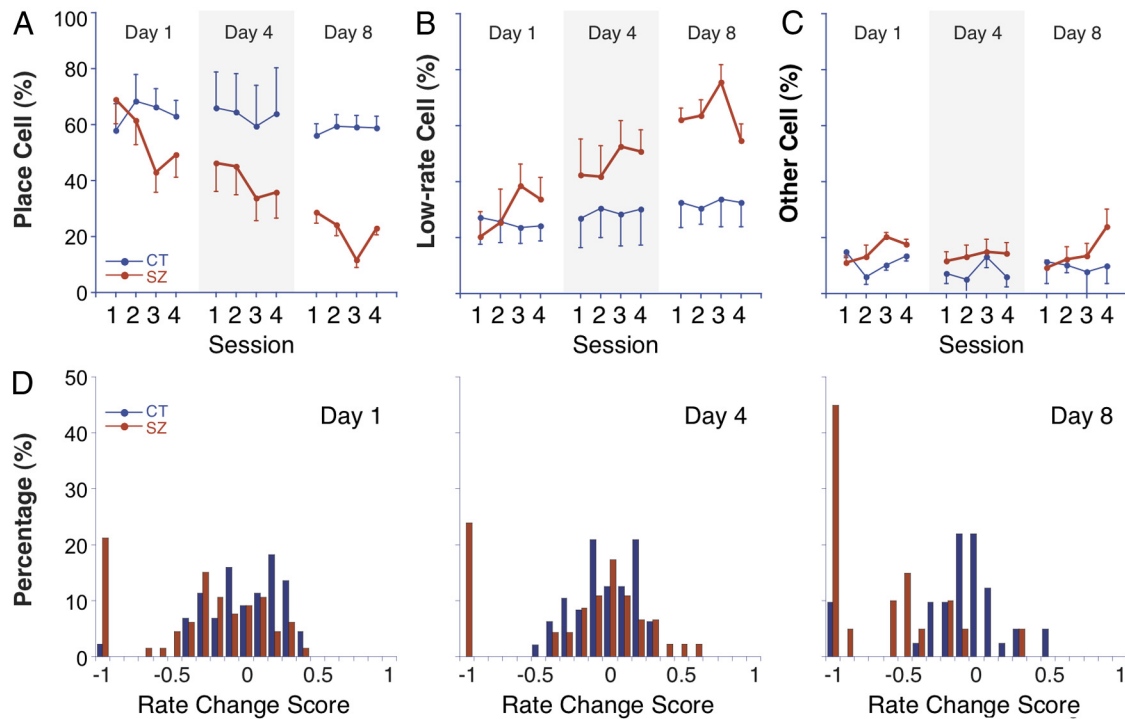 A
B
C
Day 1
Day 4
Day 8
Day 1
Day 4
Day 8
Day 1
Day 4
Day 8
Place Cell (%)
100
80
60
40
20
0
CT
SZ
Low-rate Cell (%)
Other Cell (%)
1 2 3 4 1 2 3 4 1 2 3 4
Session
1 2 3 4 1 2 3 4 1 2 3 4
Session
1 2 3 4 1 2 3 4 1 2 3 4
Session
D
Percentage (%)
50
40
30
20
10
0
CT
SZ
Day 1
Day 4
Day 8
-1 -0.5 0 0.5 1
Rate Change Score
-1 -0.5 0 0.5 1
Rate Change Score
-1 -0.5 0 0.5 1
Rate Change Score